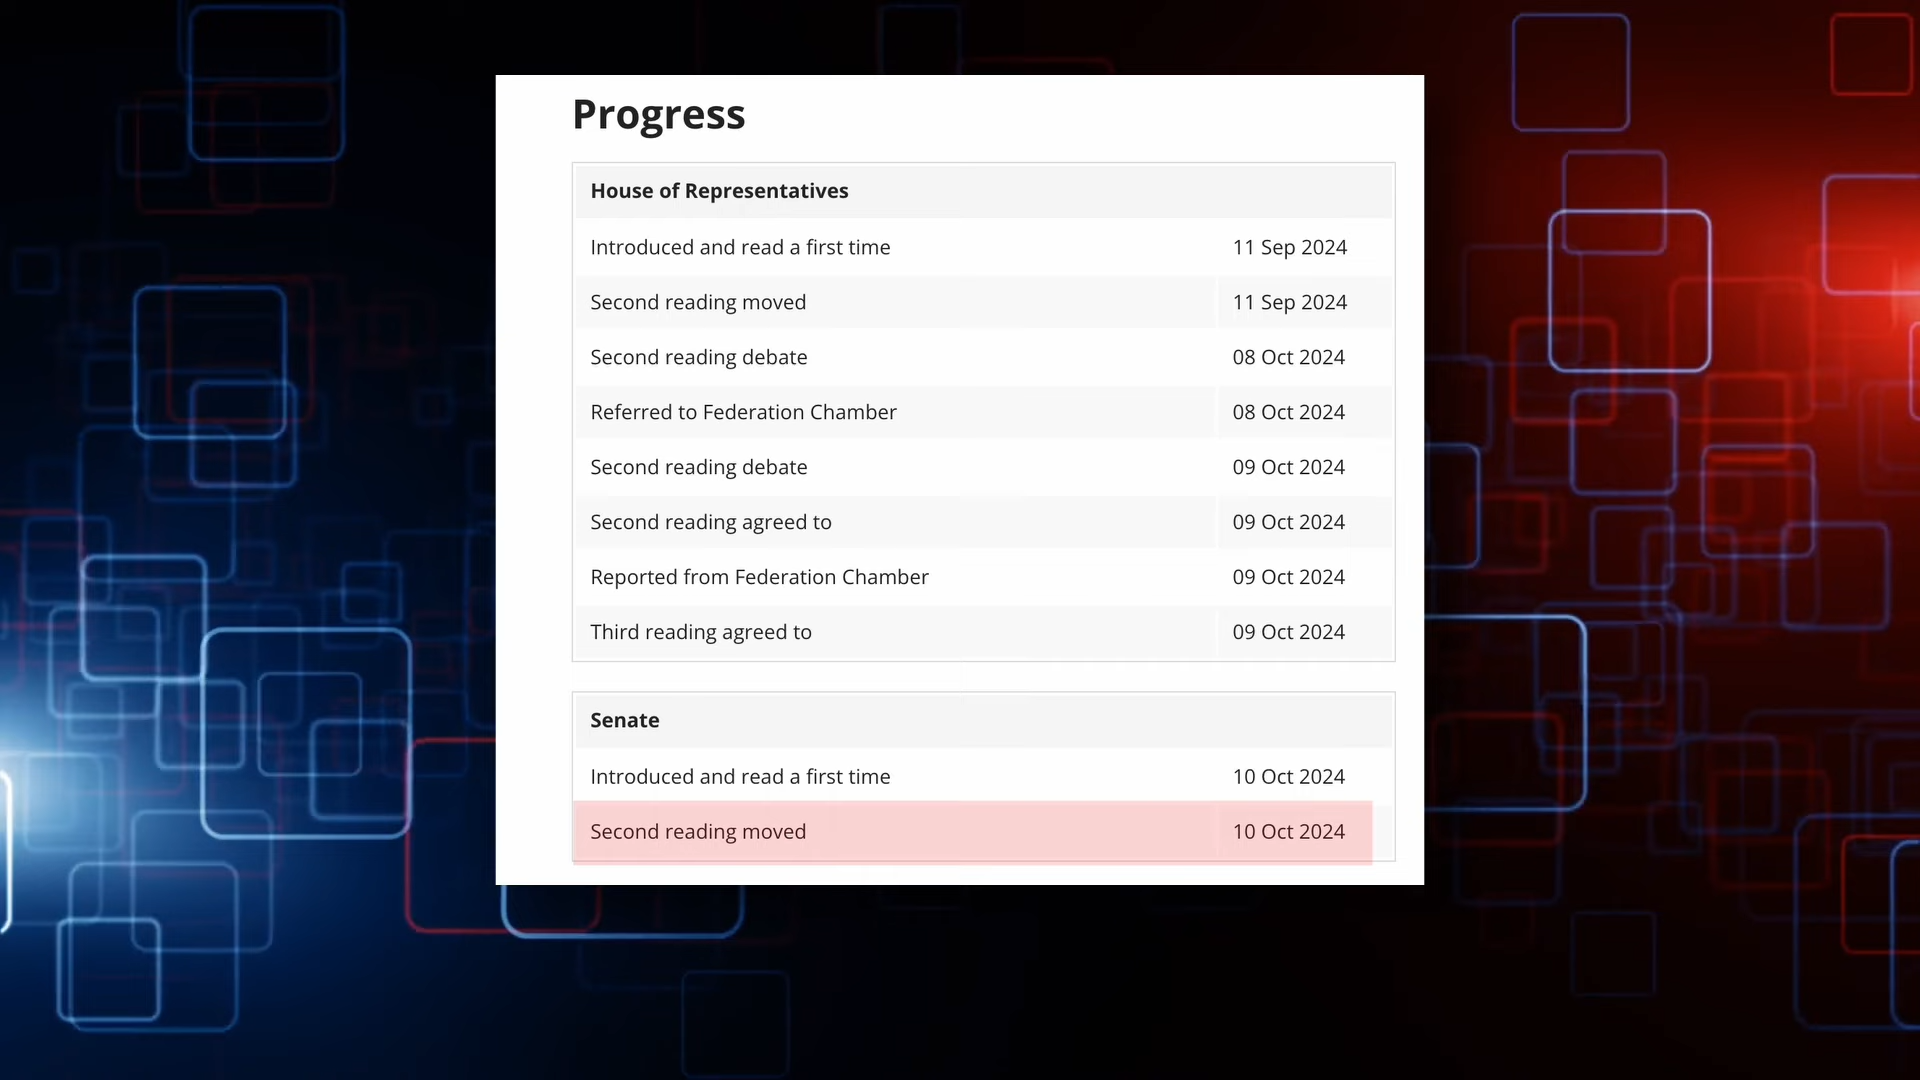 Progress
House of Representatives
Introduced and read a first time 11 Sep 2024
Second reading moved 11 Sep 2024
Second reading debate 08 Oct 2024
Referred to Federation Chamber 08 Oct 2024
Second reading debate 09 Oct 2024
Second reading agreed to 09 Oct 2024
Reported from Federation Chamber 09 Oct 2024
Third reading agreed to 09 Oct 2024
Senate
Introduced and read a first time 10 Oct 2024
Second reading moved 10 Oct 2024